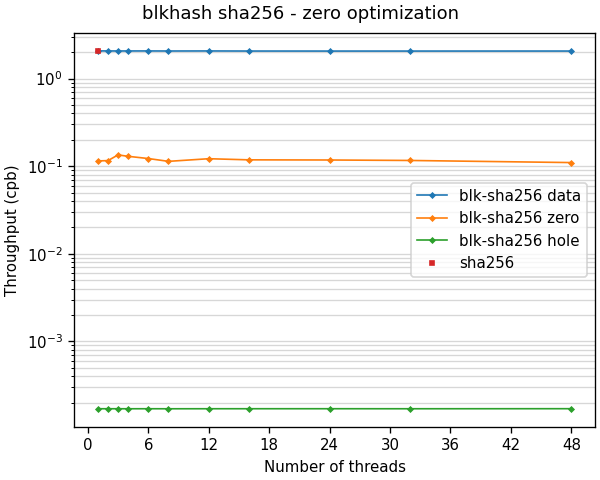 blkhash sha256 - zero optimization
Throughput (cpb)
10⁰
10⁻¹
10⁻²
10⁻³
blk-sha256 data
blk-sha256 zero
blk-sha256 hole
sha256
0 6 12 18 24 30 36 42 48
Number of threads